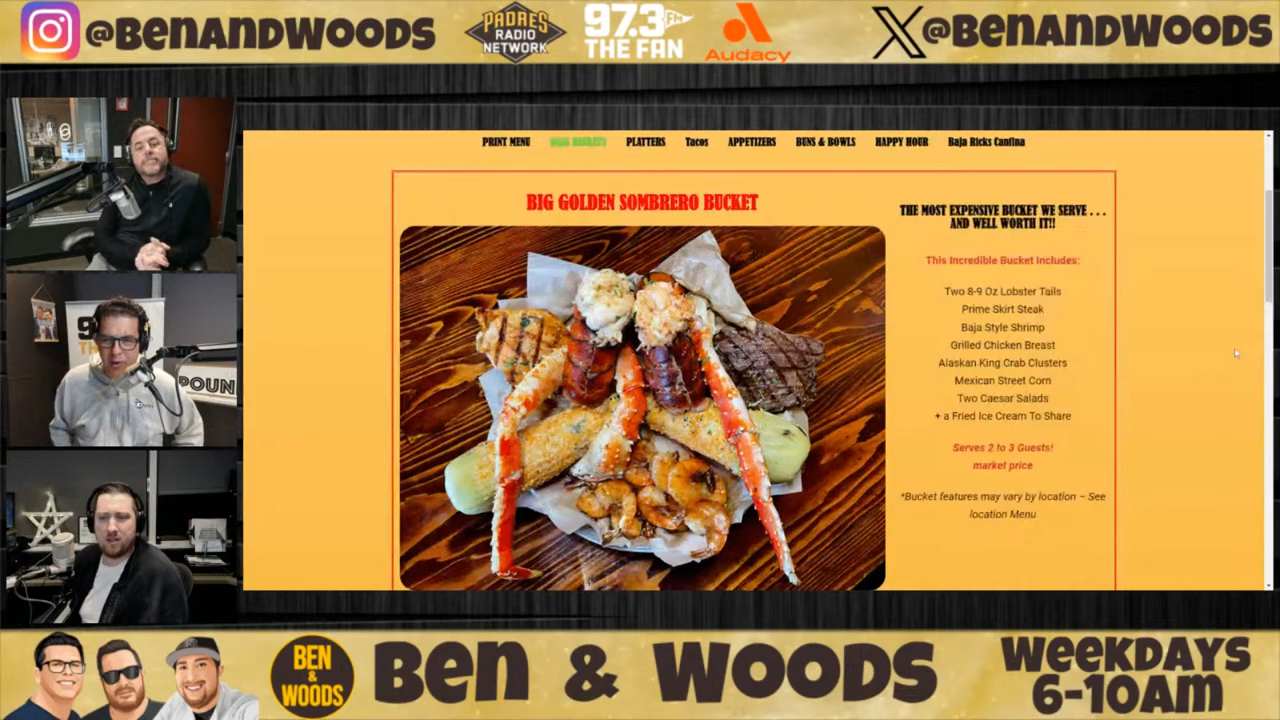 @BENANDWOODS
PADRES
RADIO
NETWORK
97.3 FM
THE FAN
Audacy
@BENANDWOODS
PRINT MENU
PLATTERS
Tacos
APPETIZERS
BUNS & BOWLS
HAPPY HOUR
Baja Ricks Cantina
BIG GOLDEN SOMBRERO BUCKET
THE MOST EXPENSIVE BUCKET WE SERVE . . .
AND WELL WORTH IT!!
This Incredible Bucket Includes:
Two 8-9 Oz Lobster Tails
Prime Skirt Steak
Baja Style Shrimp
Grilled Chicken Breast
Alaskan King Crab Clusters
Mexican Street Corn
Two Caesar Salads
+ a Fried Ice Cream To Share
Serves 2 to 3 Guests!
market price
*Bucket features may vary by location – See
location Menu
POUN
BEN
&
WOODS
Ben & Woods
WEEKDAYS
6-10AM